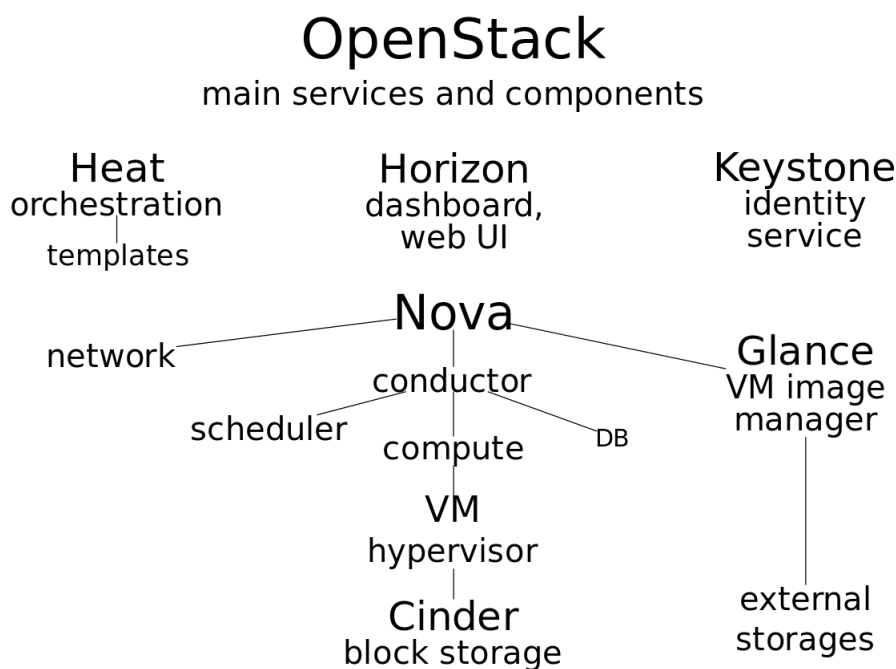 OpenStack
main services and components
Heat
orchestration
templates
Horizon
dashboard,
web UI
Keystone
identity
service
Nova
network
conductor
scheduler
DB
compute
VM
hypervisor
Cinder
block storage
Glance
VM image
manager
external
storages